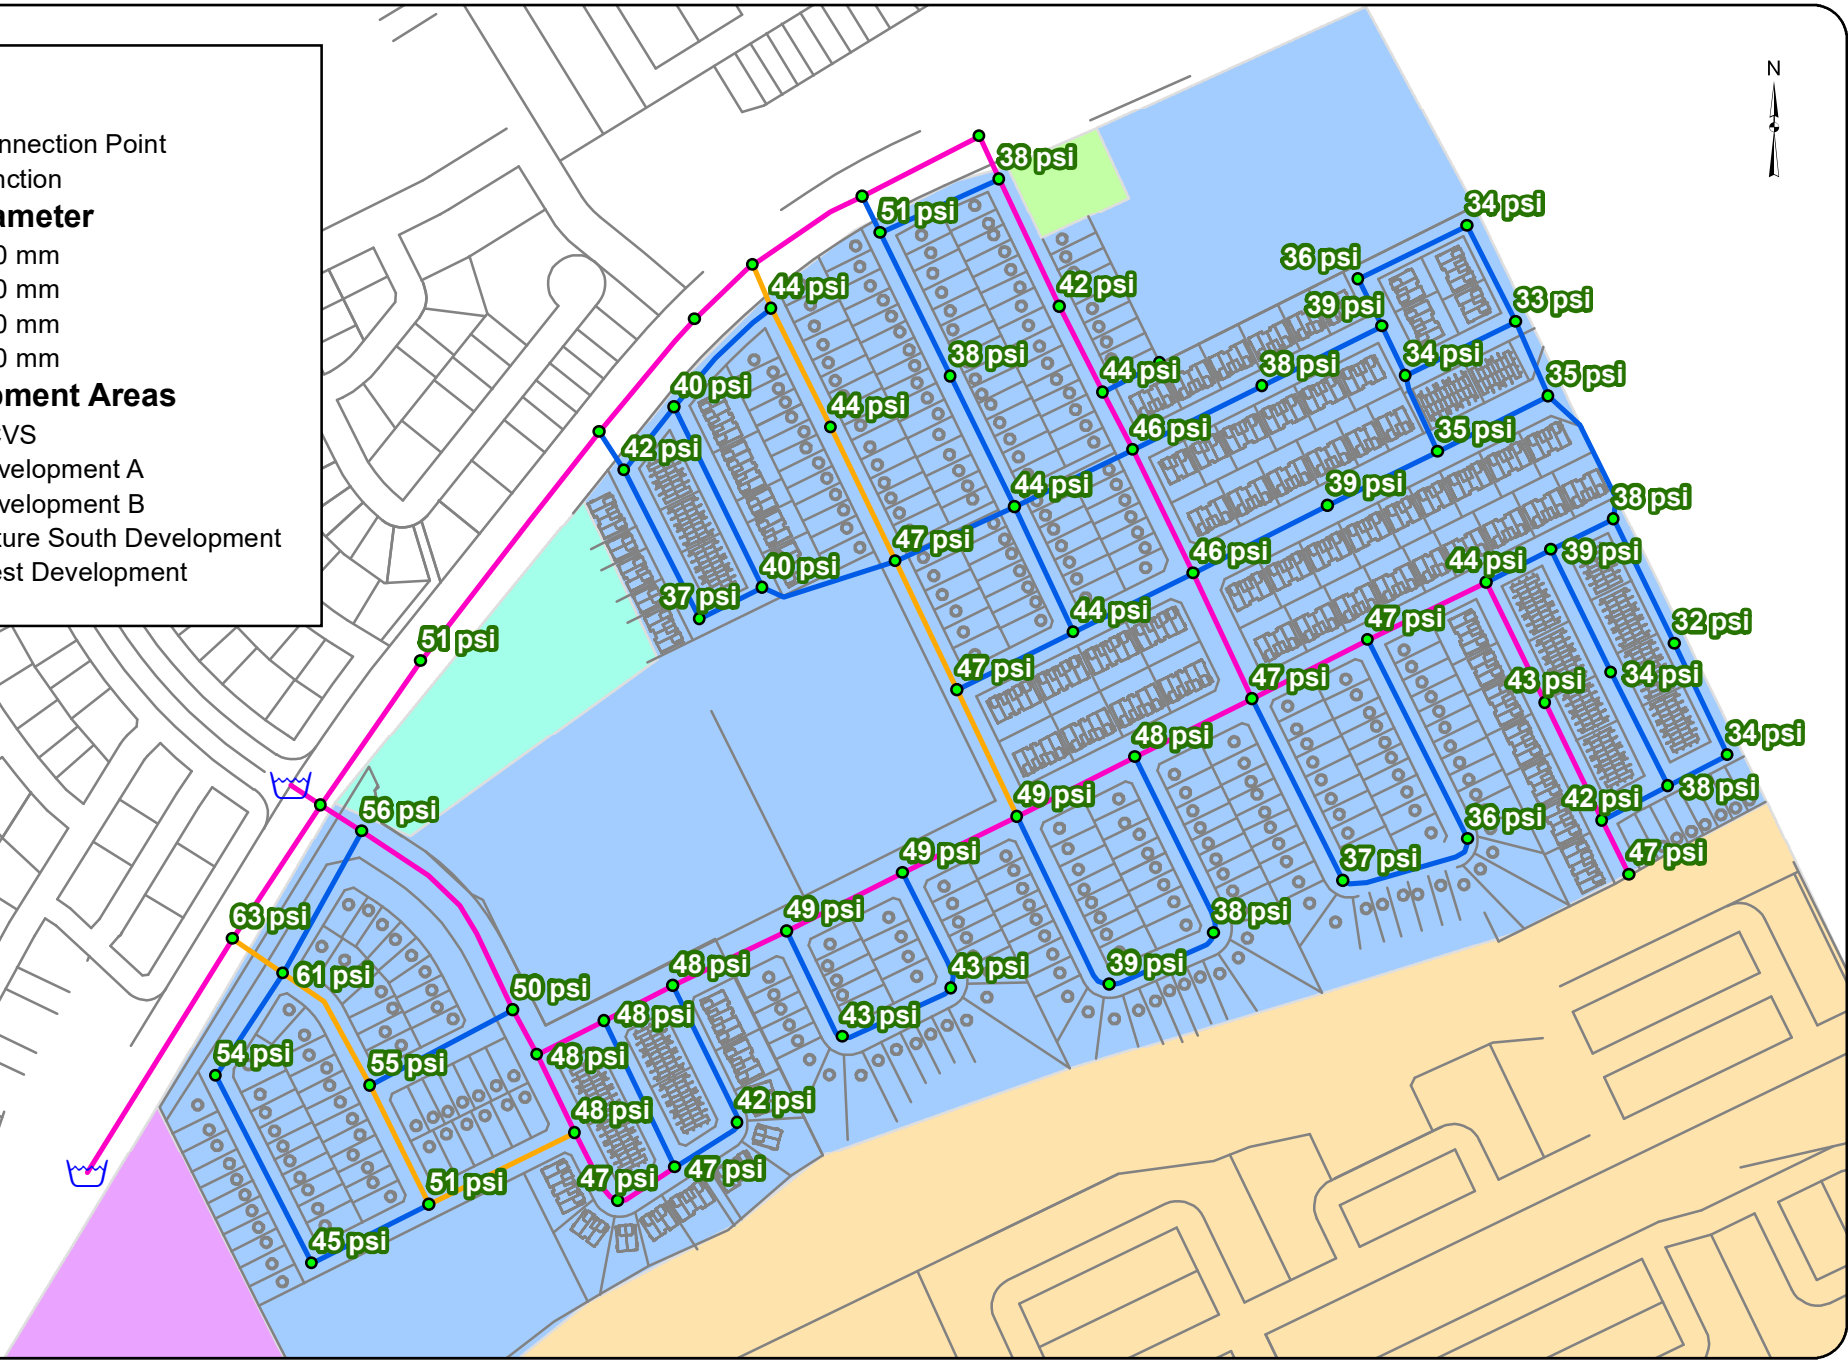 N
nnection Point
nction
ameter
0 mm
0 mm
0 mm
0 mm
pment Areas
CVS
velopment A
velopment B
ture South Development
est Development
38 psi
51 psi
34 psi
36 psi
44 psi
42 psi
33 psi
39 psi
38 psi
34 psi
38 psi
44 psi
35 psi
40 psi
44 psi
46 psi
35 psi
42 psi
44 psi
39 psi
38 psi
47 psi
46 psi
39 psi
44 psi
40 psi
37 psi
44 psi
47 psi
32 psi
51 psi
47 psi
47 psi
43 psi
34 psi
48 psi
34 psi
49 psi
42 psi
38 psi
56 psi
36 psi
49 psi
37 psi
47 psi
63 psi
49 psi
38 psi
61 psi
48 psi
43 psi
39 psi
50 psi
48 psi
43 psi
54 psi
55 psi
48 psi
48 psi
42 psi
51 psi
47 psi
47 psi
45 psi